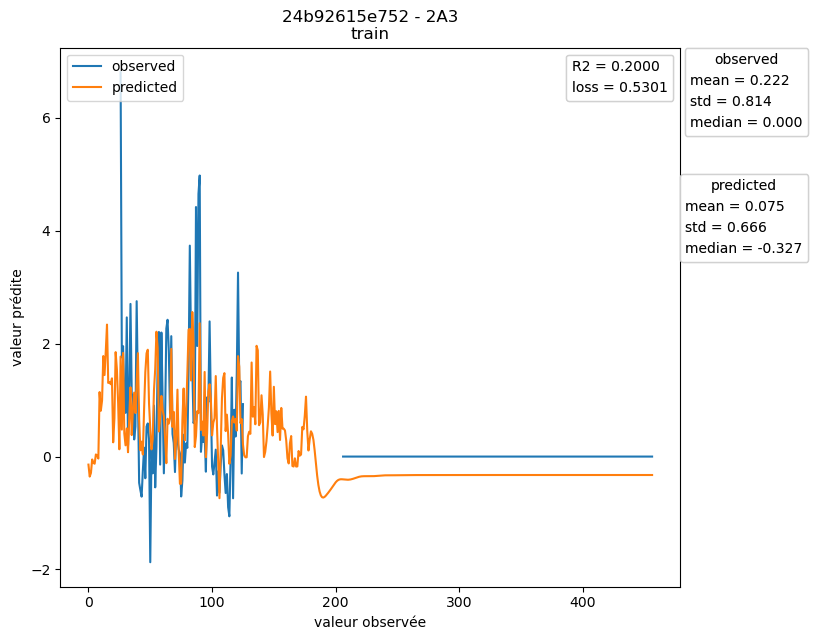 24b92615e752 - 2A3
train
observed
predicted
R2 = 0.2000
loss = 0.5301
observed
mean = 0.222
std = 0.814
median = 0.000
predicted
mean = 0.075
std = 0.666
median = -0.327
valeur prédite
6
4
2
0
−2
0
100
200
300
400
valeur observée